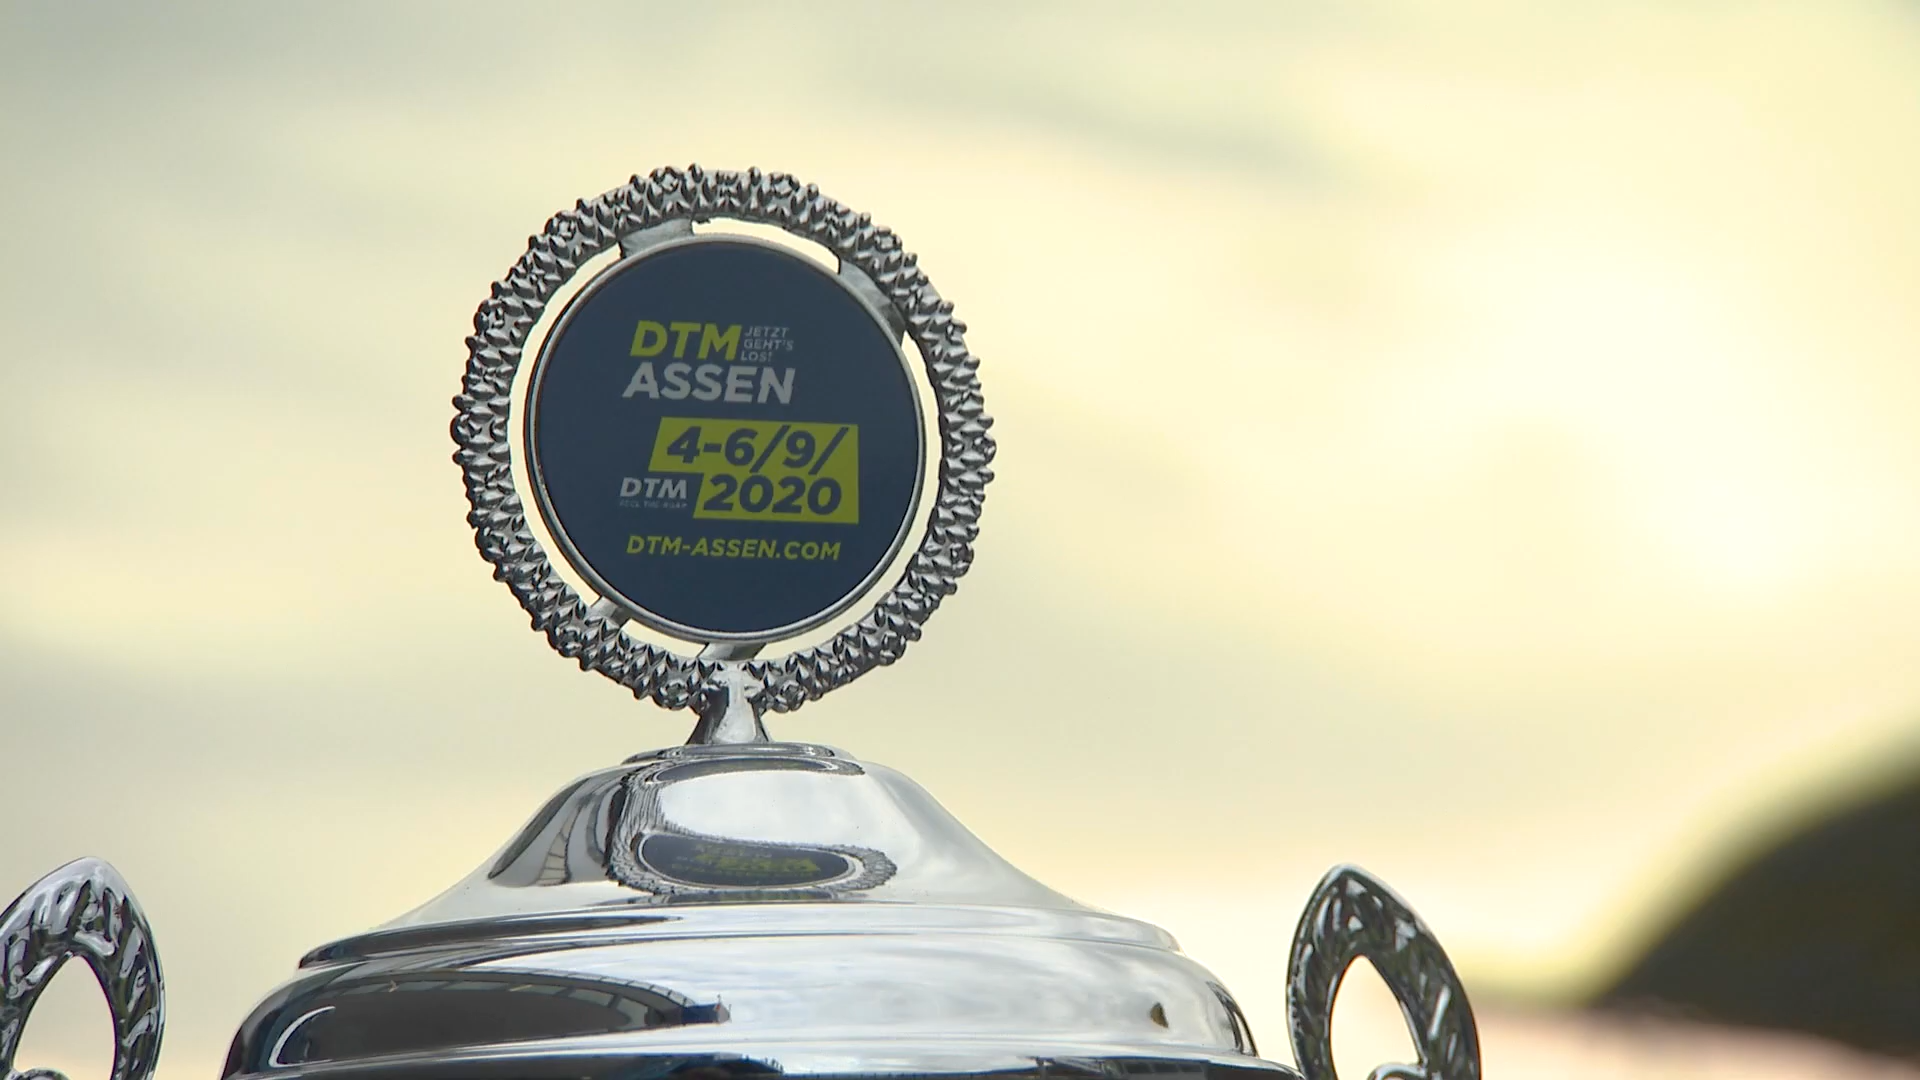 DTM JETZT
GEHT'S
LOS!
ASSEN
4-6/9/
DTM 2020
DTM-ASSEN.COM